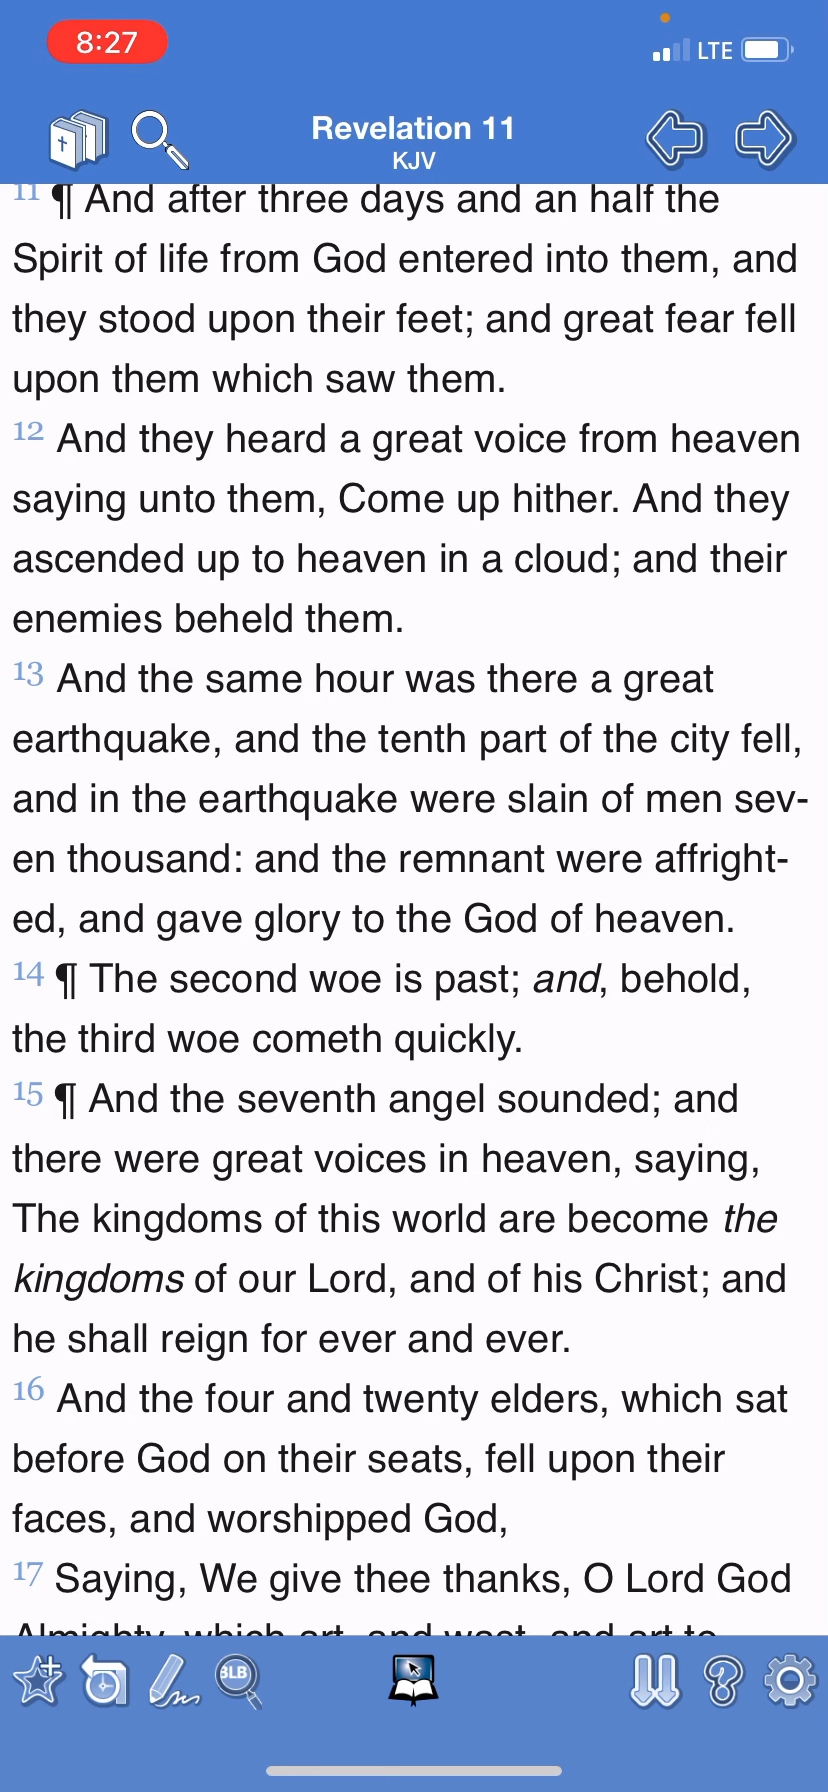 8:27
LTE
Revelation 11
KJV
11 ¶ And after three days and an half the
Spirit of life from God entered into them, and
they stood upon their feet; and great fear fell
upon them which saw them.
12 And they heard a great voice from heaven
saying unto them, Come up hither. And they
ascended up to heaven in a cloud; and their
enemies beheld them.
13 And the same hour was there a great
earthquake, and the tenth part of the city fell,
and in the earthquake were slain of men sev-
en thousand: and the remnant were affright-
ed, and gave glory to the God of heaven.
14 ¶ The second woe is past; and, behold,
the third woe cometh quickly.
15 ¶ And the seventh angel sounded; and
there were great voices in heaven, saying,
The kingdoms of this world are become the
kingdoms of our Lord, and of his Christ; and
he shall reign for ever and ever.
16 And the four and twenty elders, which sat
before God on their seats, fell upon their
faces, and worshipped God,
17 Saying, We give thee thanks, O Lord God
Almighty, which art, and wast, and art to
BLB